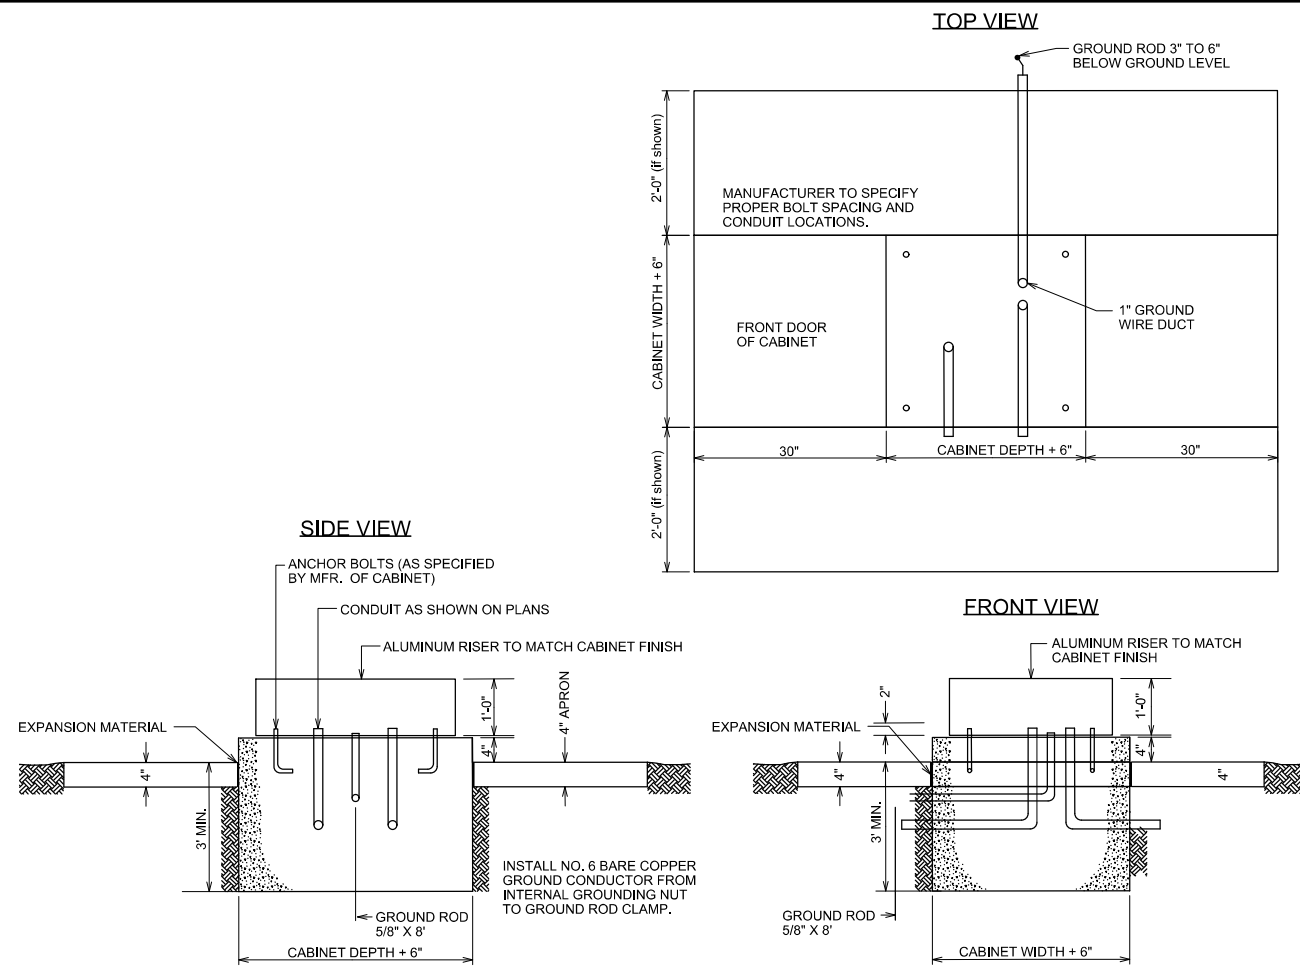 TOP VIEW
GROUND ROD 3" TO 6"
BELOW GROUND LEVEL
2'-0" (if shown)
MANUFACTURER TO SPECIFY
PROPER BOLT SPACING AND
CONDUIT LOCATIONS.
CABINET WIDTH + 6"
FRONT DOOR
OF CABINET
1" GROUND
WIRE DUCT
30"
CABINET DEPTH + 6"
30"
2'-0" (if shown)
SIDE VIEW
ANCHOR BOLTS (AS SPECIFIED
BY MFR. OF CABINET)
CONDUIT AS SHOWN ON PLANS
ALUMINUM RISER TO MATCH CABINET FINISH
EXPANSION MATERIAL
1'-0"
4" APRON
4"
4"
3' MIN.
INSTALL NO. 6 BARE COPPER
GROUND CONDUCTOR FROM
INTERNAL GROUNDING NUT
TO GROUND ROD CLAMP.
GROUND ROD
5/8" X 8'
CABINET DEPTH + 6"
FRONT VIEW
ALUMINUM RISER TO MATCH
CABINET FINISH
2"
1'-0"
EXPANSION MATERIAL
4"
4"
4"
3' MIN.
GROUND ROD
5/8" X 8'
CABINET WIDTH + 6"